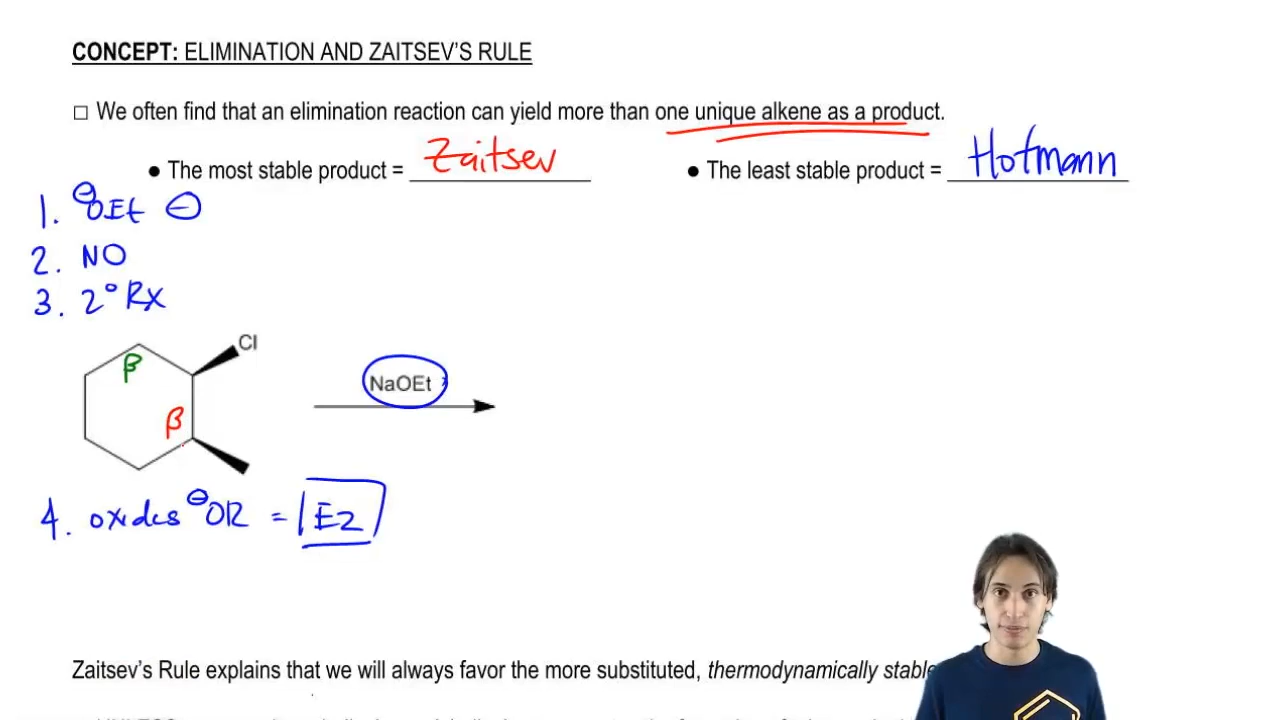 CONCEPT: ELIMINATION AND ZAITSEV'S RULE
□ We often find that an elimination reaction can yield more than one unique alkene as a product.
● The most stable product = Zaitsev ● The least stable product = Hofmann
1. ⊖OEt ⊖
2. NO
3. 2° RX
Cl
β
NaOEt
β
4. oxides ⊖OR = E2
Zaitsev's Rule explains that we will always favor the more substituted, thermodynamically stable